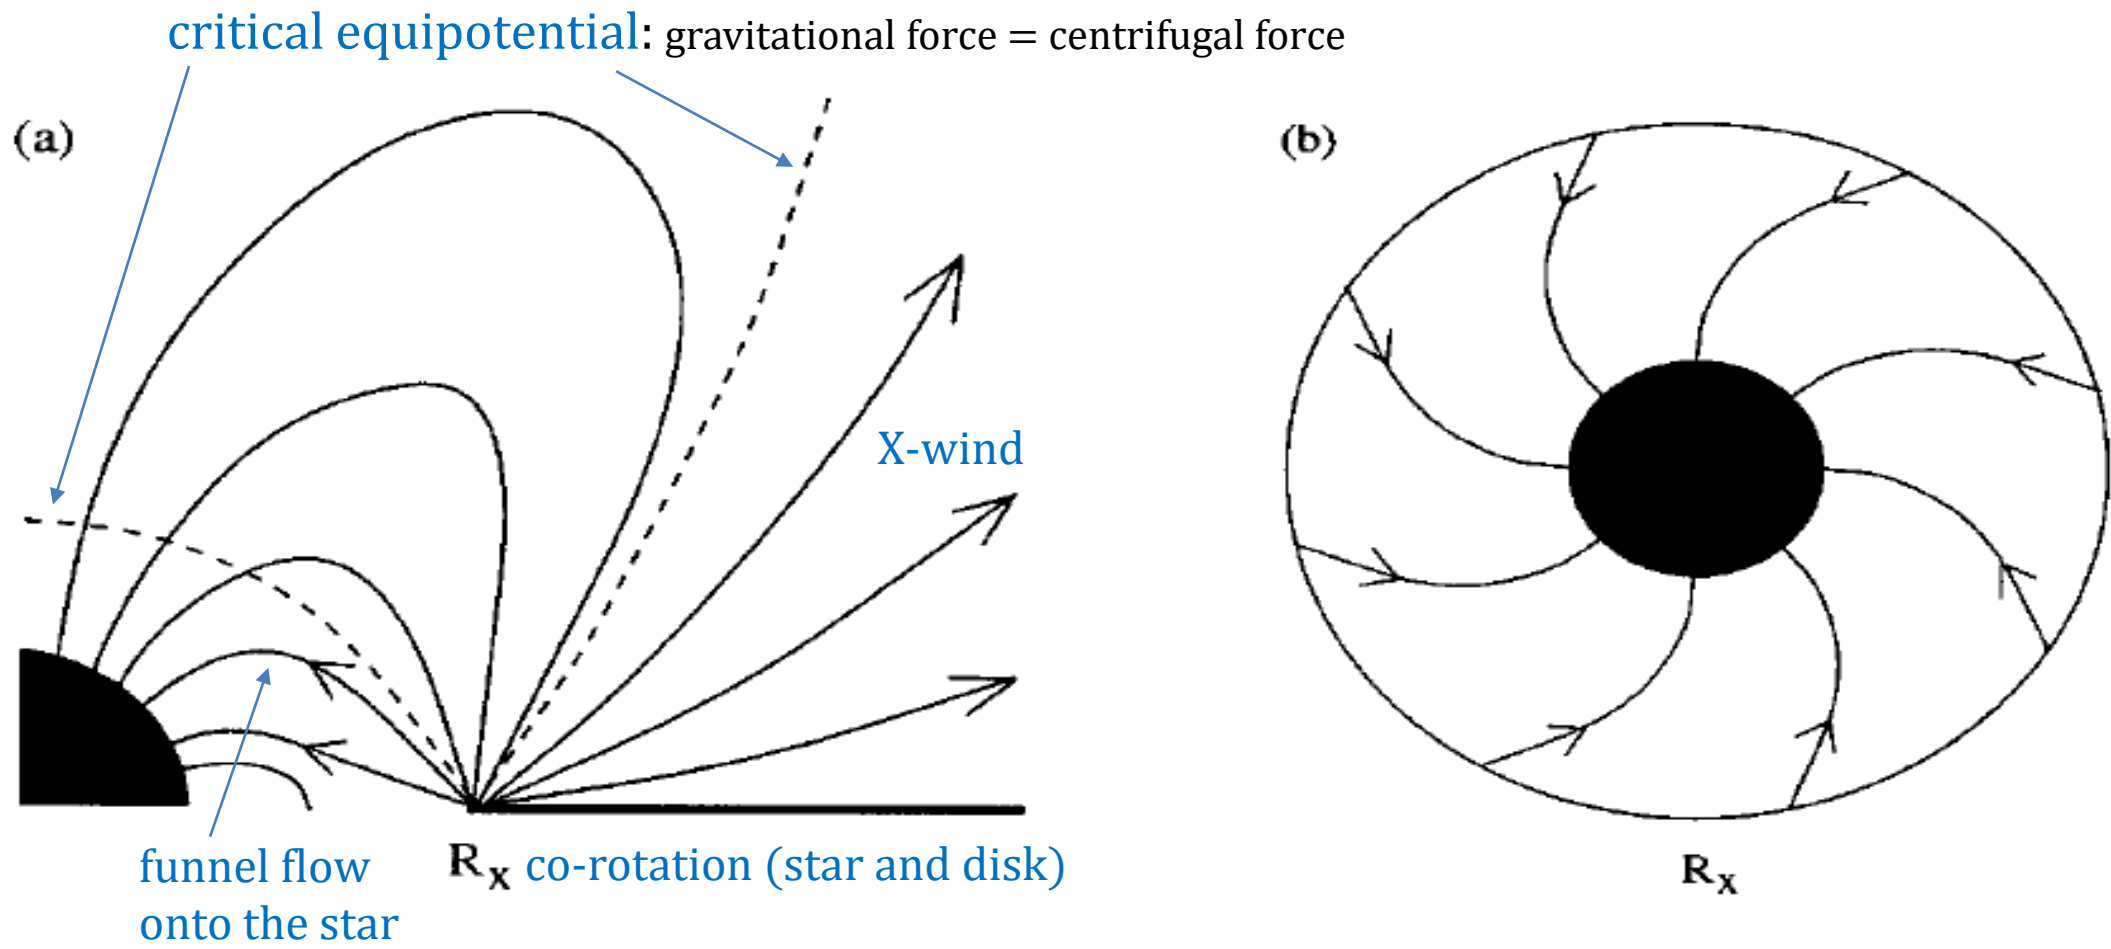 critical equipotential: gravitational force = centrifugal force
(a)
(b)
X-wind
funnel flow
onto the star
Rx co-rotation (star and disk)
Rx